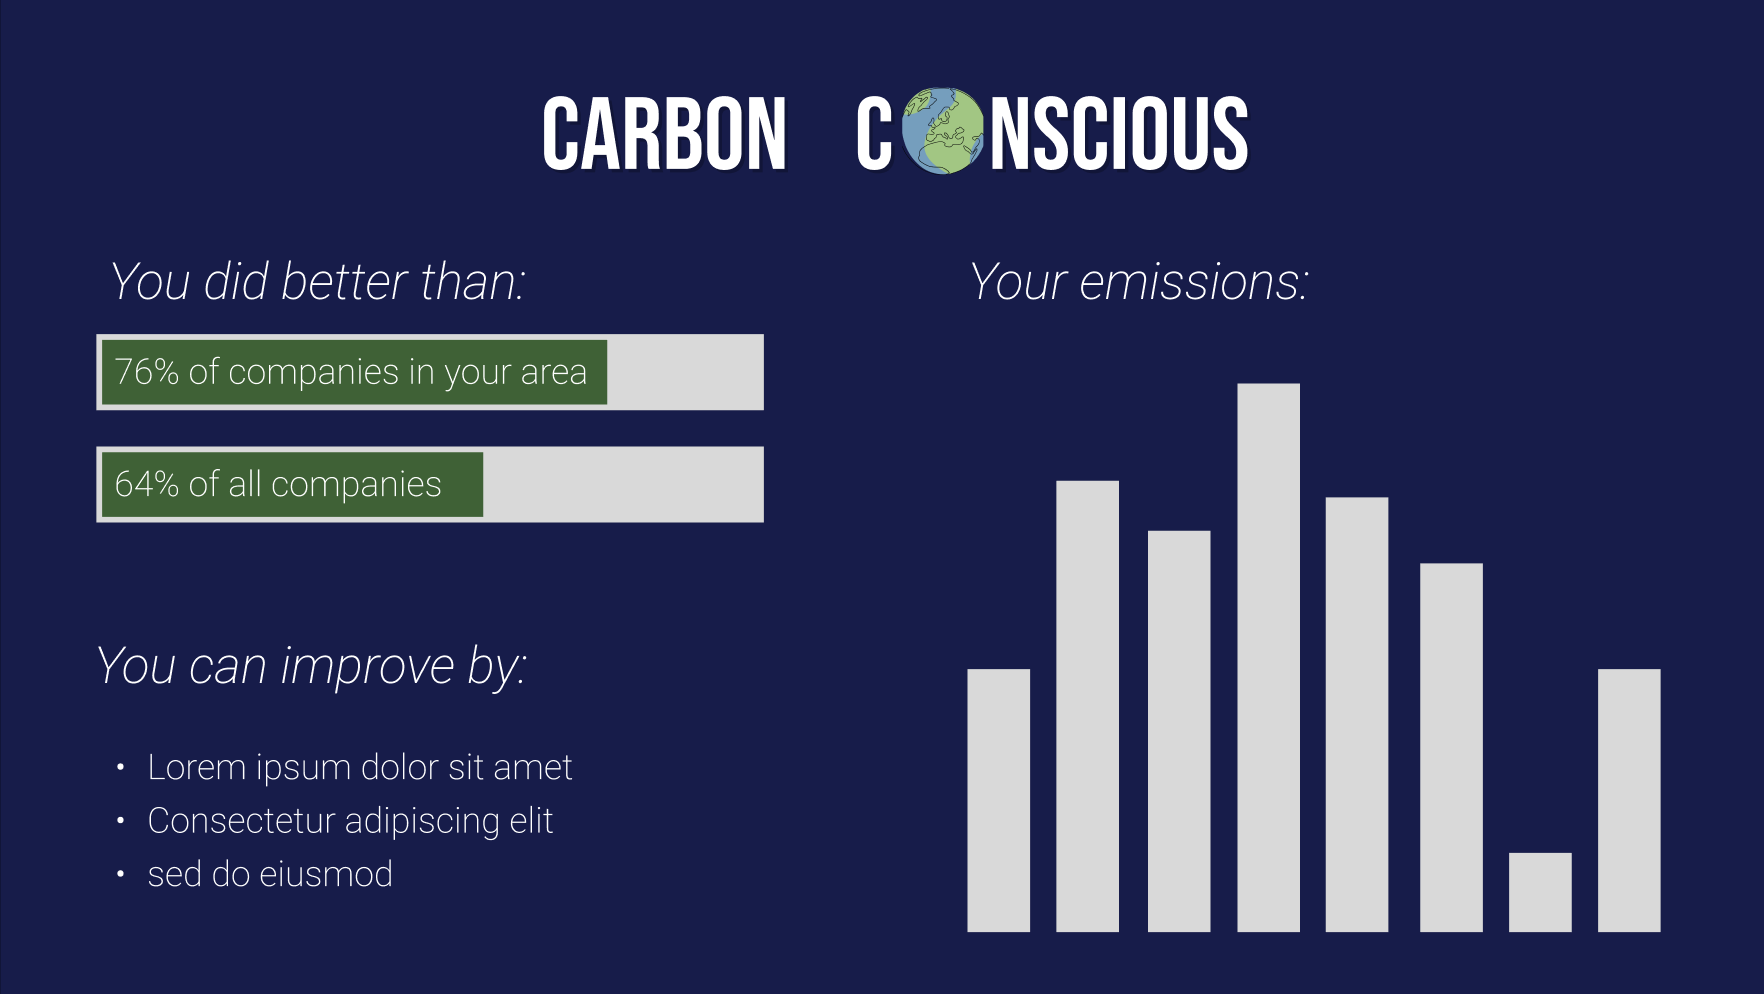 CARBON CONSCIOUS
You did better than:
76% of companies in your area
64% of all companies
You can improve by:
• Lorem ipsum dolor sit amet
• Consectetur adipiscing elit
• sed do eiusmod
Your emissions: